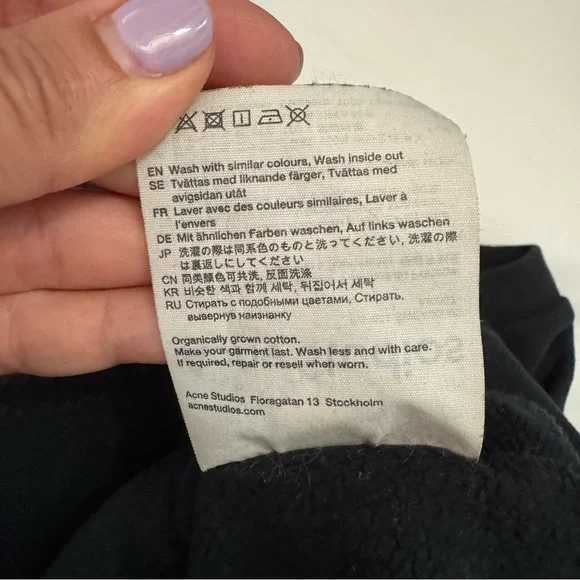 EN Wash with similar colours, Wash inside out
SE Tvättas med liknande färger, Tvättas med
avigsidan utåt
FR Laver avec des couleurs similaires, Laver à
l'envers
DE Mit ähnlichen Farben waschen, Auf links waschen
JP 洗濯の際は同系色のものと洗ってください, 洗濯の際
は裏返しにしてください
CN 同类颜色可共洗, 反面洗涤
KR 비슷한 색과 함께 세탁, 뒤집어서 세탁
RU Стирать с подобными цветами, Стирать,
вывернув наизнанку
Organically grown cotton.
Make your garment last. Wash less and with care.
If required, repair or resell when worn.
Acne Studios Floragatan 13 Stockholm
acnestudios.com